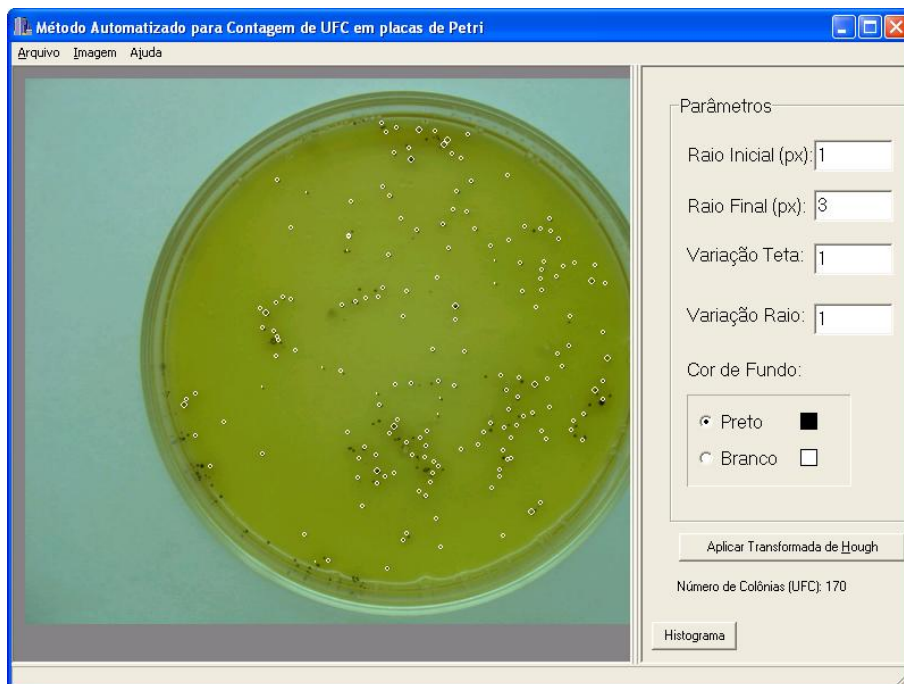 Método Automatizado para Contagem de UFC em placas de Petri
Arquivo Imagem Ajuda
Parâmetros
Raio Inicial (px): 1
Raio Final (px): 3
Variação Teta: 1
Variação Raio: 1
Cor de Fundo:
Preto
Branco
Aplicar Transformada de Hough
Número de Colônias (UFC): 170
Histograma